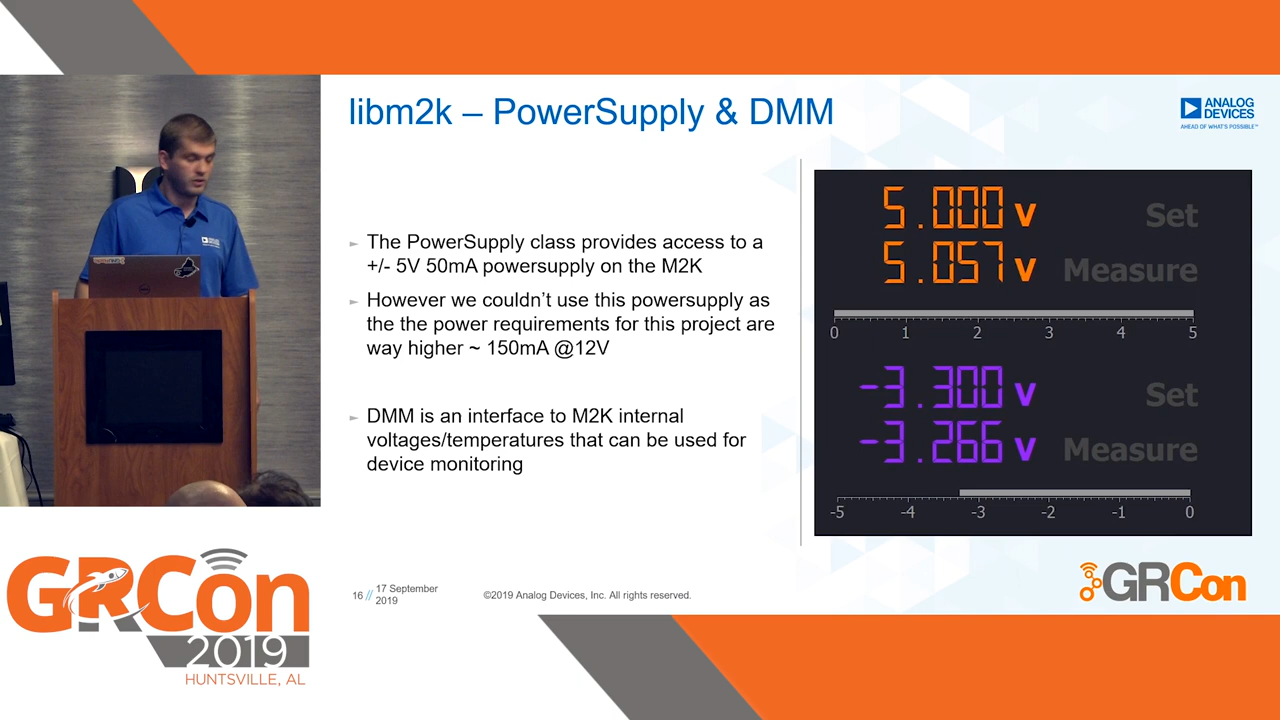 libm2k – PowerSupply & DMM
ANALOG
DEVICES
AHEAD OF WHAT'S POSSIBLE™
The PowerSupply class provides access to a
+/- 5V 50mA powersupply on the M2K
However we couldn't use this powersupply as
the the power requirements for this project are
way higher ~ 150mA @12V
DMM is an interface to M2K internal
voltages/temperatures that can be used for
device monitoring
5.000 V Set
5.057 V Measure
0 1 2 3 4 5
-3.300 V Set
-3.266 V Measure
-5 -4 -3 -2 -1 0
16 // 17 September
2019
©2019 Analog Devices, Inc. All rights reserved.
GRCon
GRCon
2019
HUNTSVILLE, AL